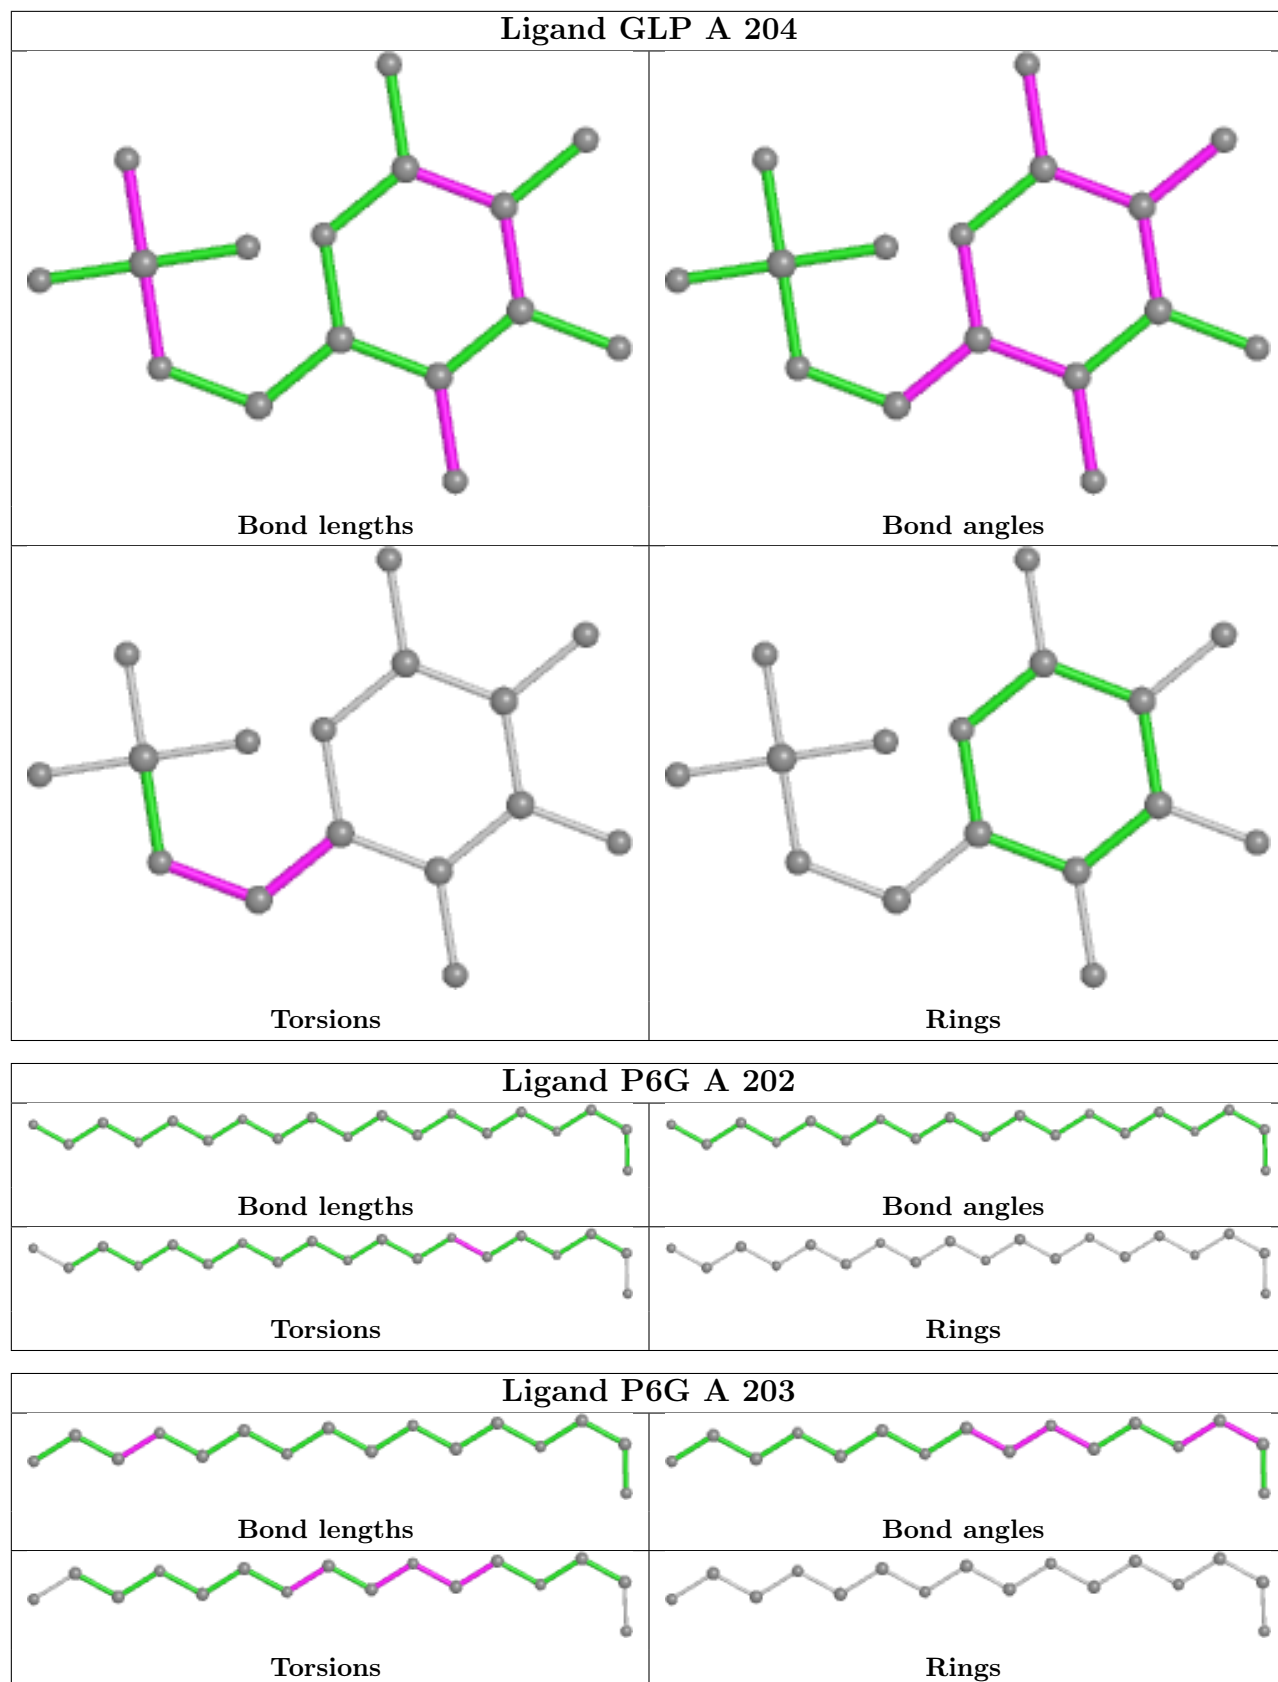 Ligand GLP A 204
Bond lengths
Bond angles
Torsions
Rings
Ligand P6G A 202
Bond lengths
Bond angles
Torsions
Rings
Ligand P6G A 203
Bond lengths
Bond angles
Torsions
Rings